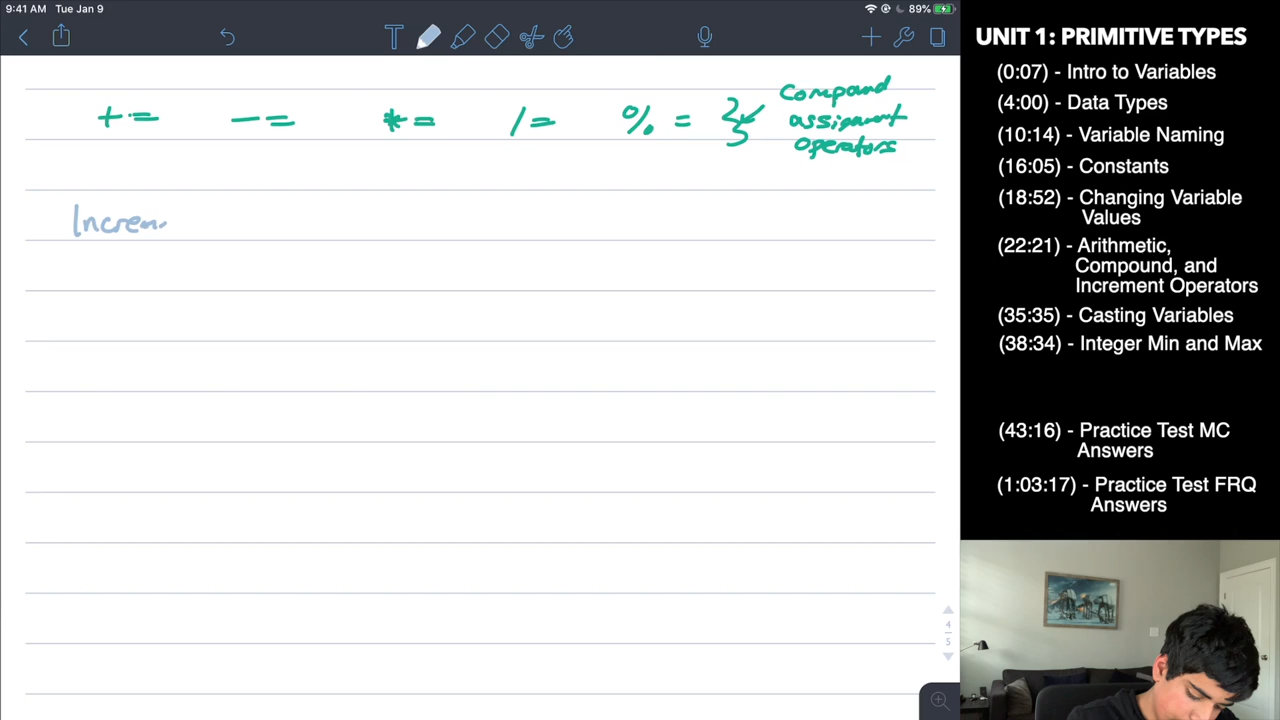 9:41 AM Tue Jan 9
89%
+= -= *= /= %=
Compound
assignment
operators
Increm
4
5
UNIT 1: PRIMITIVE TYPES
(0:07) - Intro to Variables
(4:00) - Data Types
(10:14) - Variable Naming
(16:05) - Constants
(18:52) - Changing Variable
Values
(22:21) - Arithmetic,
Compound, and
Increment Operators
(35:35) - Casting Variables
(38:34) - Integer Min and Max
(43:16) - Practice Test MC
Answers
(1:03:17) - Practice Test FRQ
Answers